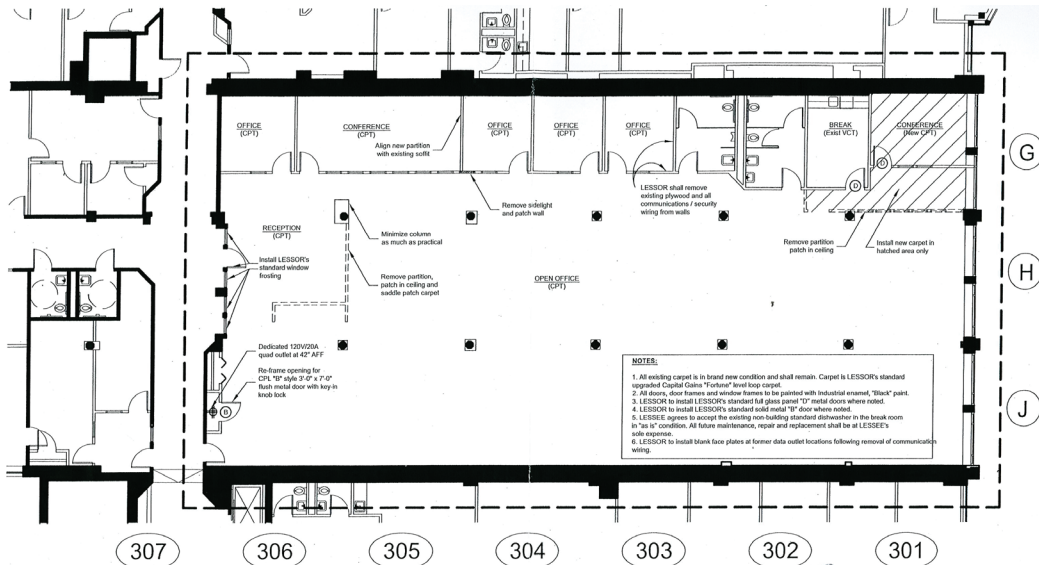 OFFICE
(CPT)
CONFERENCE
(CPT)
Align new partition
with existing soffit
OFFICE
(CPT)
OFFICE
(CPT)
OFFICE
(CPT)
BREAK
(Exist VCT)
CONFERENCE
(New CPT)
D
D
G
LESSOR shall remove
existing plywood and all
communications / security
wiring from walls
Remove sidelight
and patch wall
RECEPTION
(CPT)
Minimize column
as much as practical
Remove partition
patch in ceiling
Install new carpet in
hatched area only
Install LESSOR's
standard window
frosting
Remove partition,
patch in ceiling and
saddle patch carpet
OPEN OFFICE
(CPT)
H
Dedicated 120V/20A
quad outlet at 42" AFF
Re-frame opening for
CPL "B" style 3'-0" x 7'-0"
flush metal door with key-in
knob lock
B
NOTES:
1. All existing carpet is in brand new condition and shall remain. Carpet is LESSOR's standard
upgraded Capital Gains "Fortune" level loop carpet.
2. All doors, door frames and window frames to be painted with Industrial enamel, "Black" paint.
3. LESSOR to install LESSOR's standard full glass panel "D" metal doors where noted.
4. LESSOR to install LESSOR's standard solid metal "B" door where noted.
5. LESSEE agrees to accept the existing non-building standard dishwasher in the break room
in "as is" condition. All future maintenance, repair and replacement shall be at LESSEE's
sole expense.
6. LESSOR to install blank face plates at former data outlet locations following removal of communication
wiring.
J
307
306
305
304
303
302
301